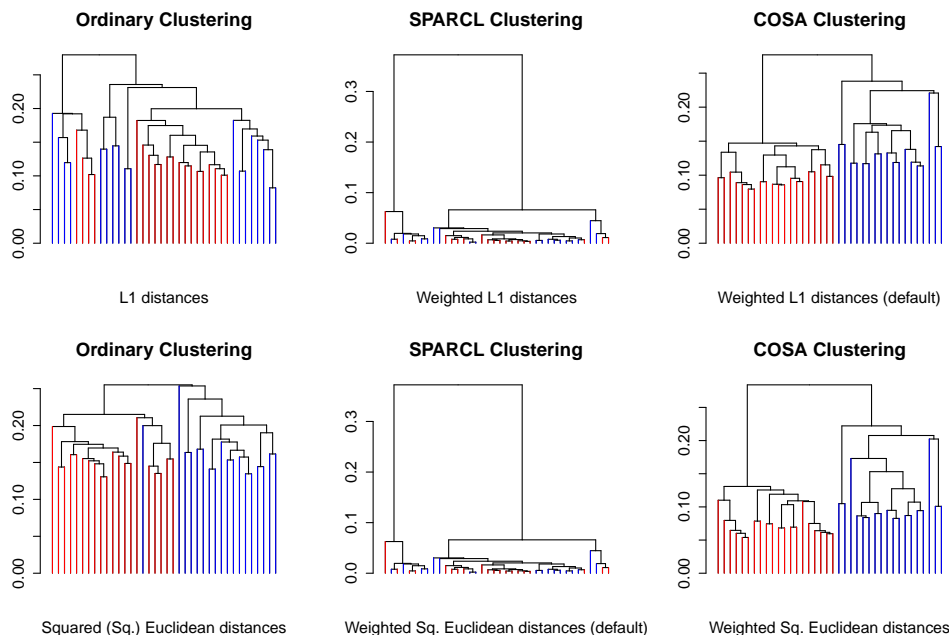 Ordinary Clustering
SPARCL Clustering
COSA Clustering
0.00 0.10 0.20
0.0 0.1 0.2 0.3
0.00 0.10 0.20
L1 distances
Weighted L1 distances
Weighted L1 distances (default)
Ordinary Clustering
SPARCL Clustering
COSA Clustering
0.00 0.10 0.20
0.0 0.1 0.2 0.3
0.00 0.10 0.20
Squared (Sq.) Euclidean distances
Weighted Sq. Euclidean distances (default)
Weighted Sq. Euclidean distances